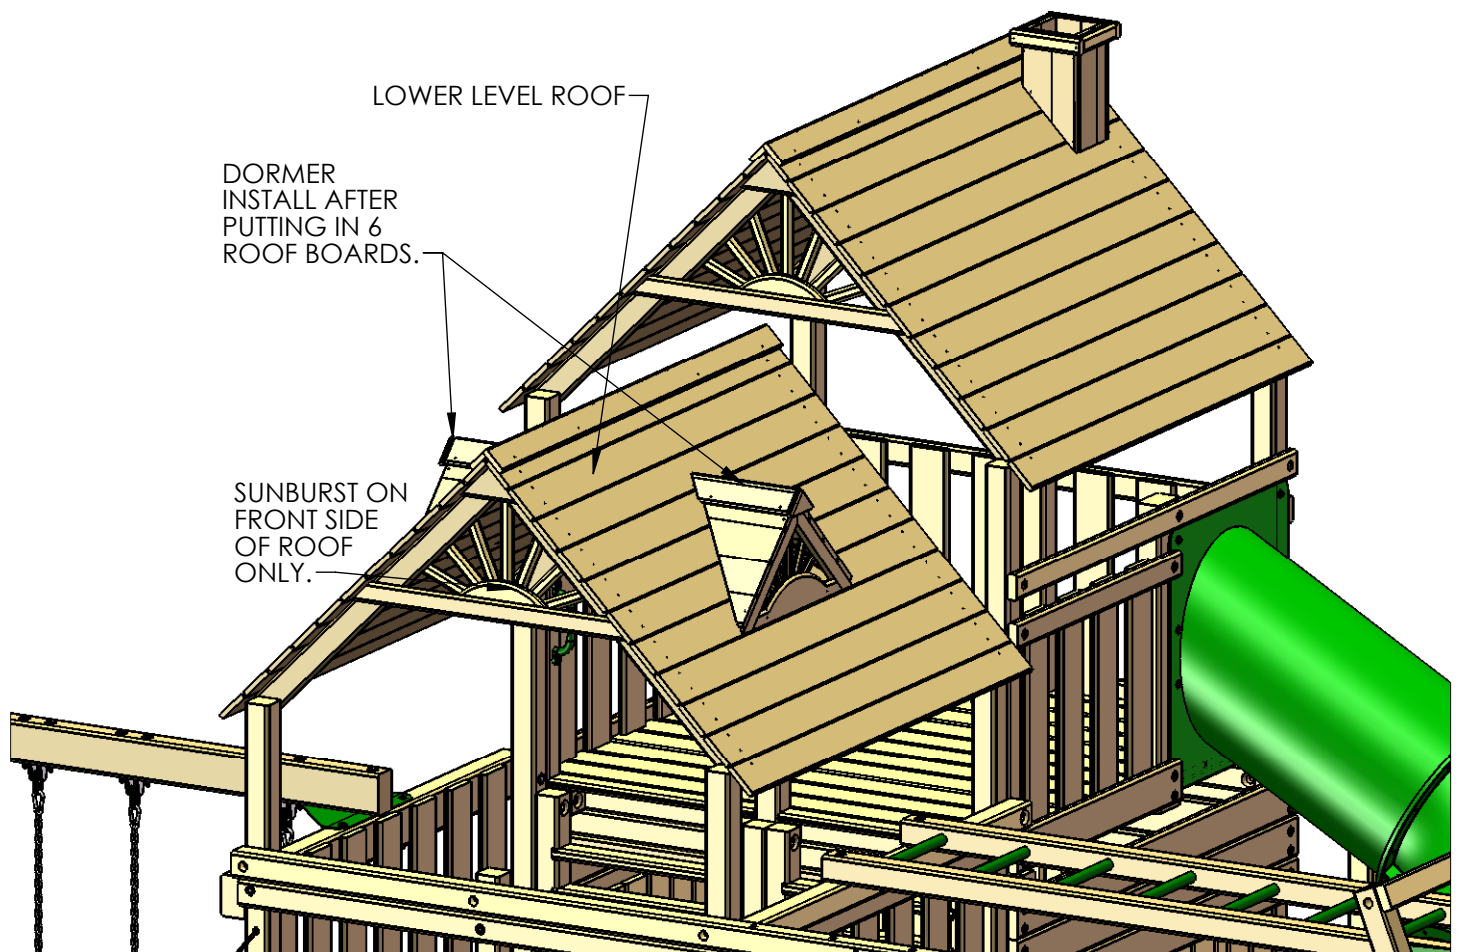 LOWER LEVEL ROOF
DORMER
INSTALL AFTER
PUTTING IN 6
ROOF BOARDS.
SUNBURST ON
FRONT SIDE
OF ROOF
ONLY.